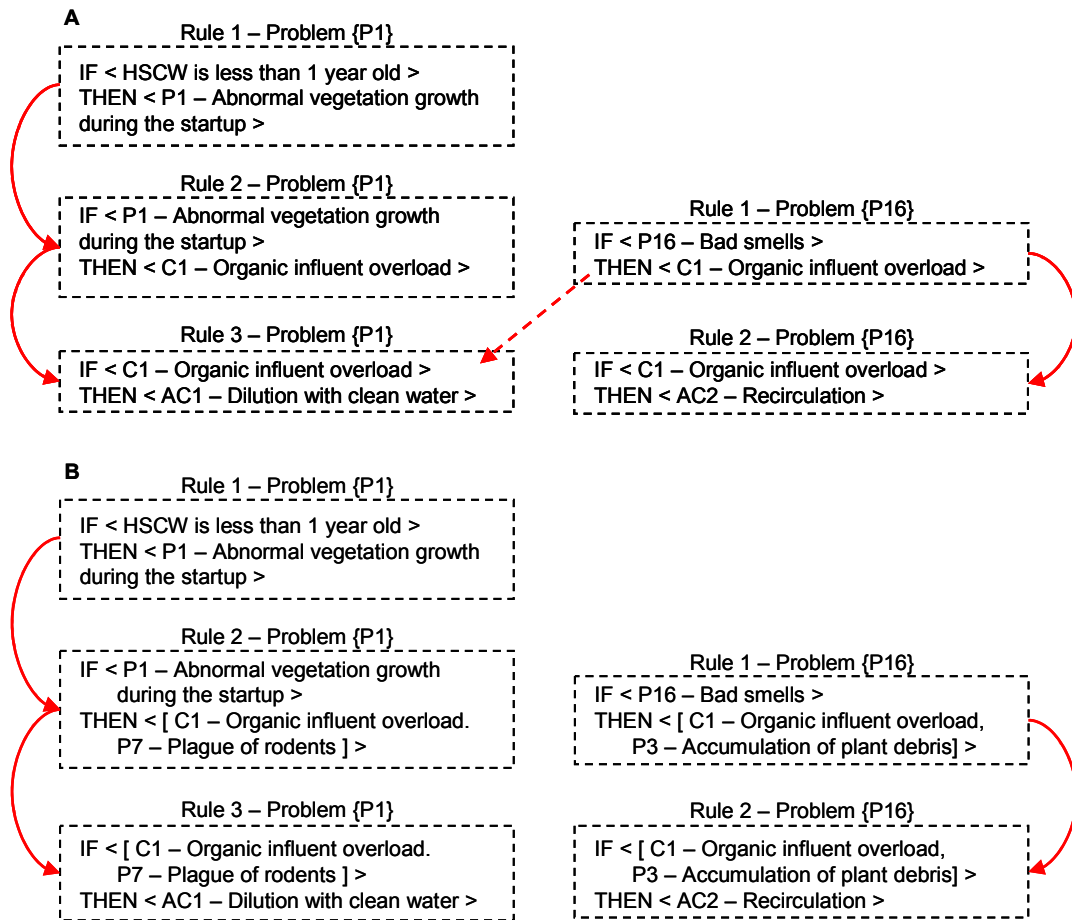 A
Rule 1 – Problem {P1}
IF < HSCW is less than 1 year old >
THEN < P1 – Abnormal vegetation growth
during the startup >
Rule 2 – Problem {P1}
IF < P1 – Abnormal vegetation growth
during the startup >
THEN < C1 – Organic influent overload >
Rule 3 – Problem {P1}
IF < C1 – Organic influent overload >
THEN < AC1 – Dilution with clean water >
Rule 1 – Problem {P16}
IF < P16 – Bad smells >
THEN < C1 – Organic influent overload >
Rule 2 – Problem {P16}
IF < C1 – Organic influent overload >
THEN < AC2 – Recirculation >
B
Rule 1 – Problem {P1}
IF < HSCW is less than 1 year old >
THEN < P1 – Abnormal vegetation growth
during the startup >
Rule 2 – Problem {P1}
IF < P1 – Abnormal vegetation growth
during the startup >
THEN < [ C1 – Organic influent overload.
P7 – Plague of rodents ] >
Rule 3 – Problem {P1}
IF < [ C1 – Organic influent overload.
P7 – Plague of rodents ] >
THEN < AC1 – Dilution with clean water >
Rule 1 – Problem {P16}
IF < P16 – Bad smells >
THEN < [ C1 – Organic influent overload,
P3 – Accumulation of plant debris] >
Rule 2 – Problem {P16}
IF < [ C1 – Organic influent overload,
P3 – Accumulation of plant debris] >
THEN < AC2 – Recirculation >